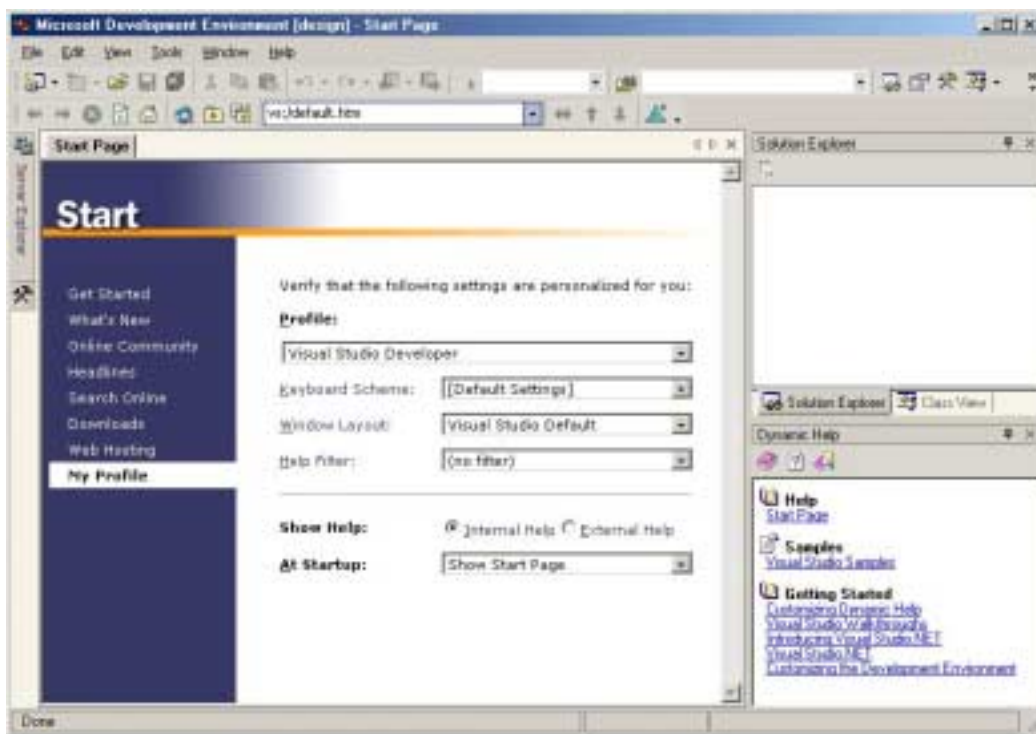 Microsoft Development Environment [design] - Start Page
File Edit View Tools Window Help
vs:/default.htm
Server Explorer
Start Page
Start
Get Started
What's New
Online Community
Headlines
Search Online
Downloads
Web Hosting
My Profile
Verify that the following settings are personalized for you:
Profile:
Visual Studio Developer
Keyboard Scheme: [Default Settings]
Window Layout: Visual Studio Default
Help Filter: (no filter)
Show Help: Internal Help External Help
At Startup: Show Start Page
Solution Explorer
Solution Explorer Class View
Dynamic Help
Help
Start Page
Samples
Visual Studio Samples
Getting Started
Customizing Dynamic Help
Visual Studio Walkthroughs
Introducing Visual Studio.NET
Visual Studio.NET
Customizing the Development Environment
Done